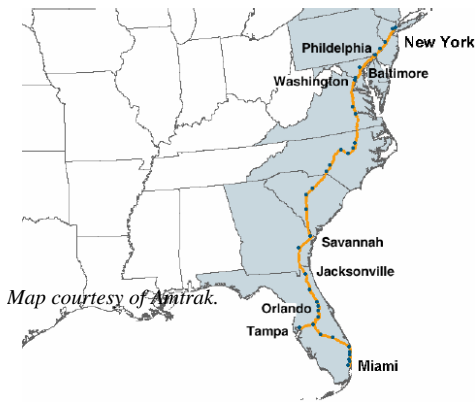 New York
Phildelphia
Baltimore
Washington
Savannah
Jacksonville
Map courtesy of Amtrak.
Orlando
Tampa
Miami